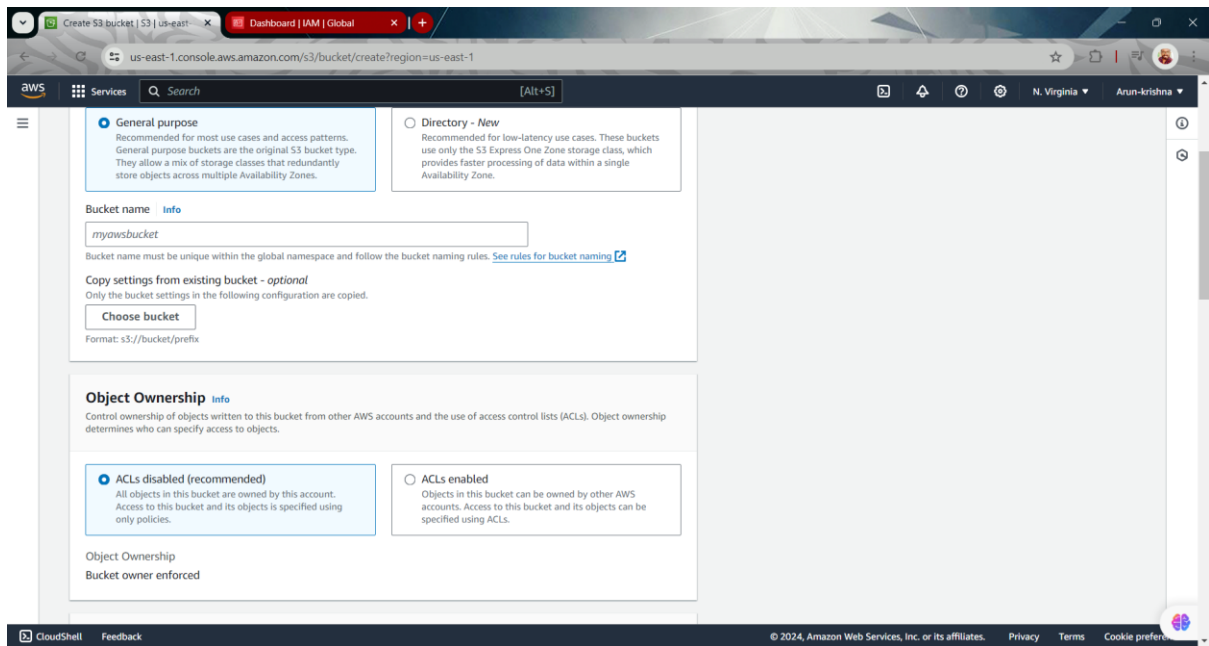 Create S3 bucket | S3 | us-east-
Dashboard | IAM | Global
us-east-1.console.aws.amazon.com/s3/bucket/create?region=us-east-1
aws Services Search [Alt+S] N. Virginia Arun-krishna
General purpose
Recommended for most use cases and access patterns.
General purpose buckets are the original S3 bucket type.
They allow a mix of storage classes that redundantly
store objects across multiple Availability Zones.
Directory - New
Recommended for low-latency use cases. These buckets
use only the S3 Express One Zone storage class, which
provides faster processing of data within a single
Availability Zone.
Bucket name Info
myawsbucket
Bucket name must be unique within the global namespace and follow the bucket naming rules. See rules for bucket naming
Copy settings from existing bucket - optional
Only the bucket settings in the following configuration are copied.
Choose bucket
Format: s3://bucket/prefix
Object Ownership Info
Control ownership of objects written to this bucket from other AWS accounts and the use of access control lists (ACLs). Object ownership
determines who can specify access to objects.
ACLs disabled (recommended)
All objects in this bucket are owned by this account.
Access to this bucket and its objects is specified using
only policies.
ACLs enabled
Objects in this bucket can be owned by other AWS
accounts. Access to this bucket and its objects can be
specified using ACLs.
Object Ownership
Bucket owner enforced
CloudShell Feedback © 2024, Amazon Web Services, Inc. or its affiliates. Privacy Terms Cookie prefere